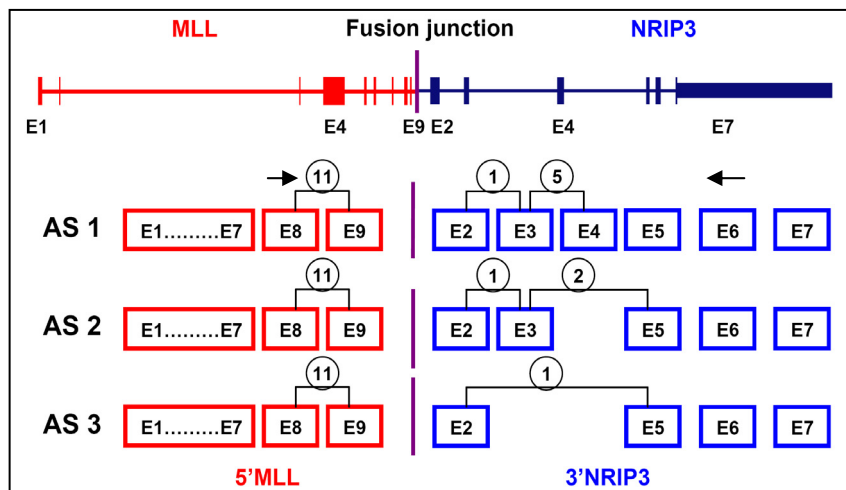 MLL Fusion junction NRIP3
E1 E4 E9 E2 E4 E7
11 1 5
AS 1 E1.........E7 E8 E9 E2 E3 E4 E5 E6 E7
11 1 2
AS 2 E1.........E7 E8 E9 E2 E3 E5 E6 E7
11 1
AS 3 E1.........E7 E8 E9 E2 E5 E6 E7
5'MLL 3'NRIP3